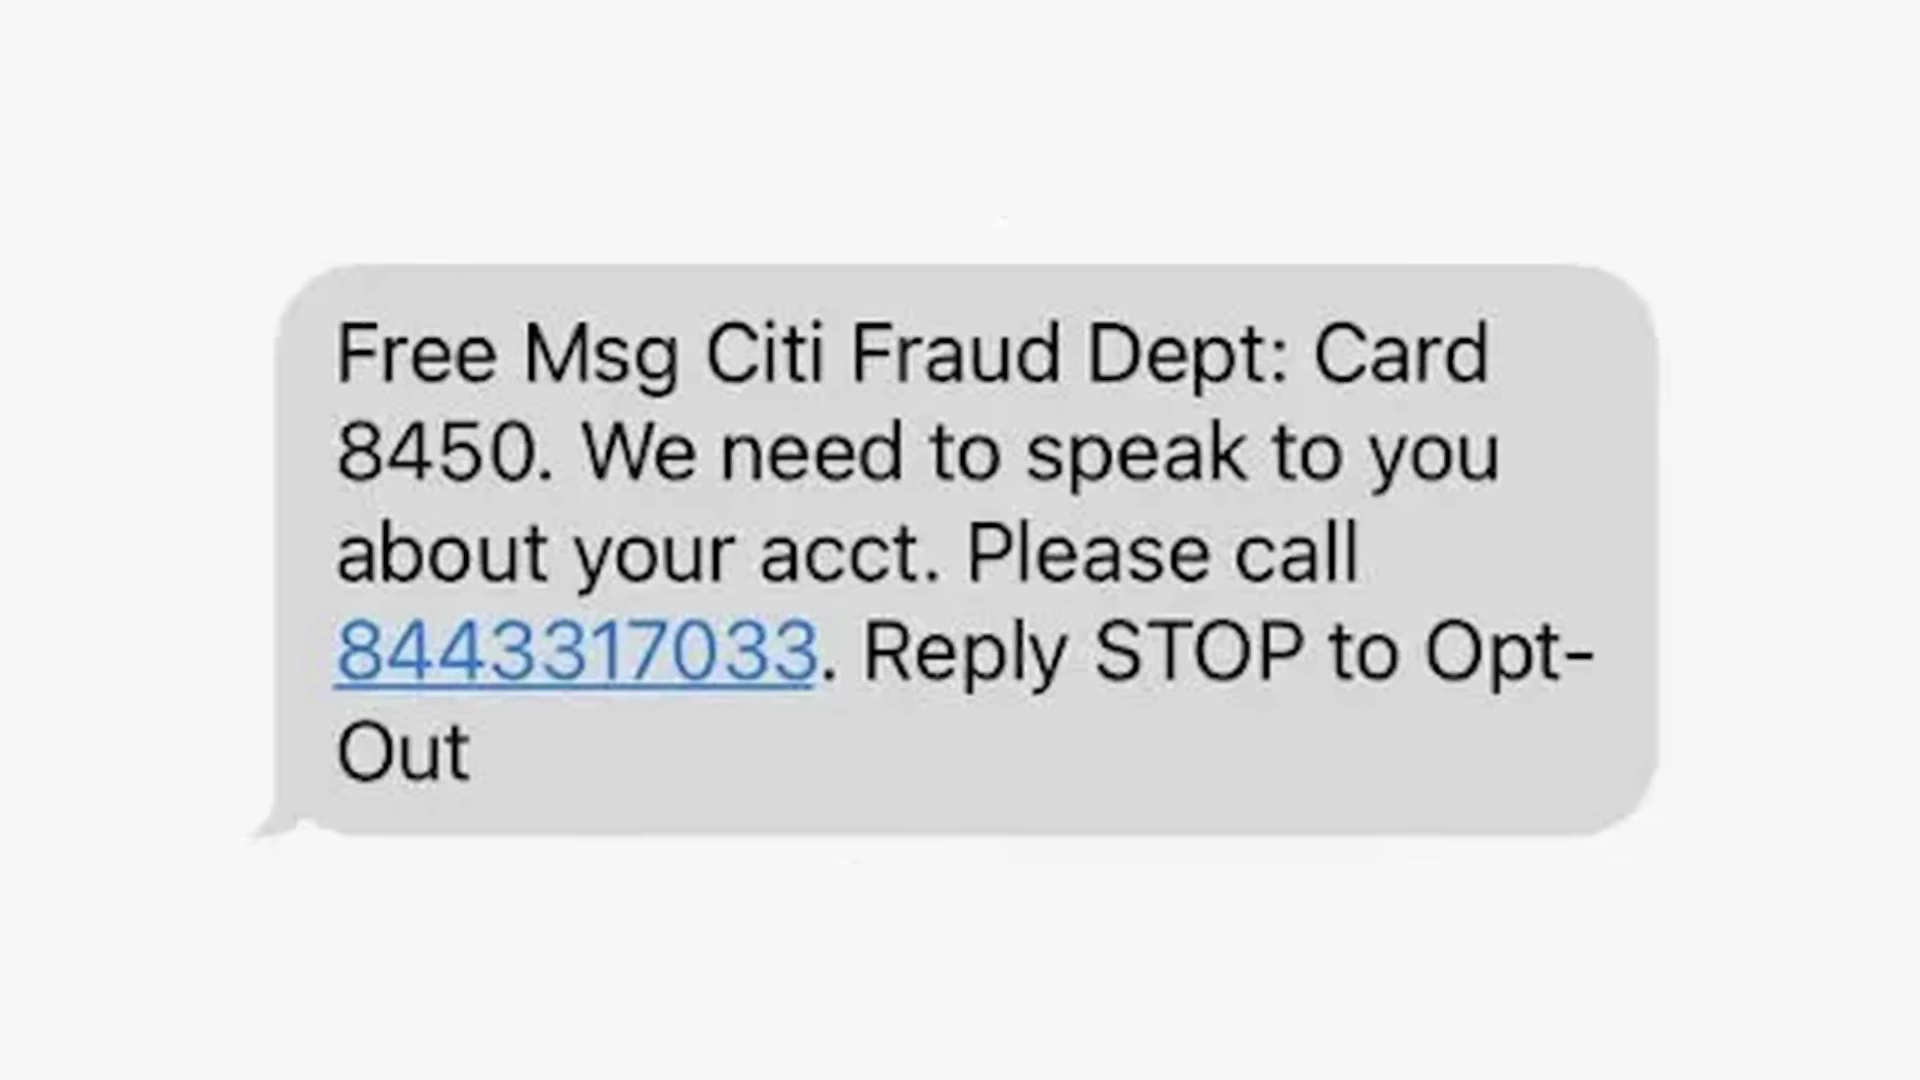 Free Msg Citi Fraud Dept: Card
8450. We need to speak to you
about your acct. Please call
8443317033. Reply STOP to Opt-
Out